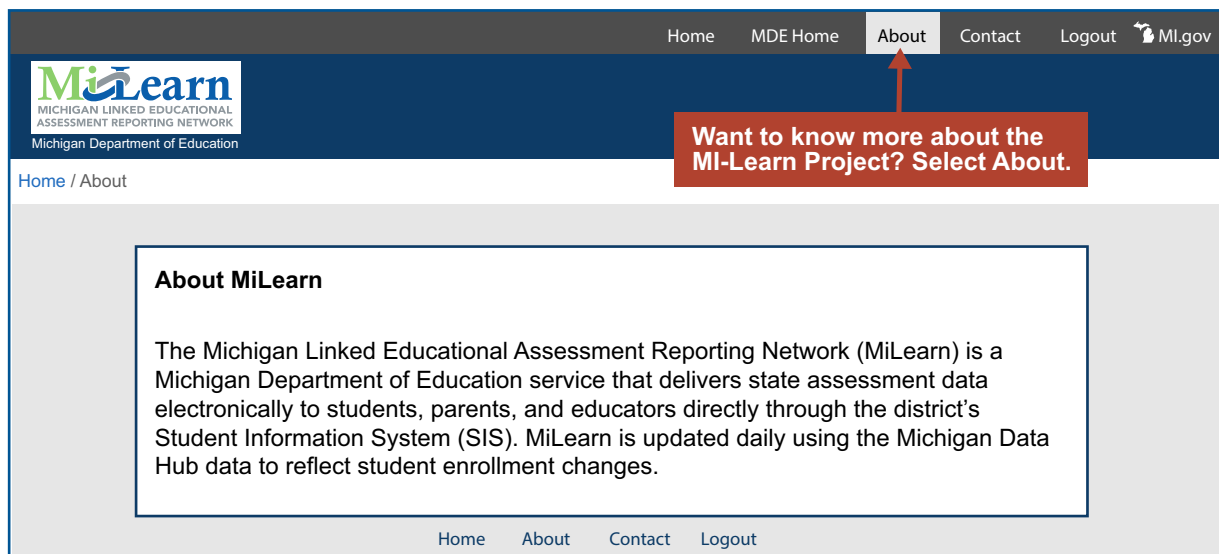 Home MDE Home About Contact Logout MI.gov
MiLearn
MICHIGAN LINKED EDUCATIONAL
ASSESSMENT REPORTING NETWORK
Michigan Department of Education
Want to know more about the
MI-Learn Project? Select About.
Home / About
About MiLearn
The Michigan Linked Educational Assessment Reporting Network (MiLearn) is a
Michigan Department of Education service that delivers state assessment data
electronically to students, parents, and educators directly through the district’s
Student Information System (SIS). MiLearn is updated daily using the Michigan Data
Hub data to reflect student enrollment changes.
Home About Contact Logout